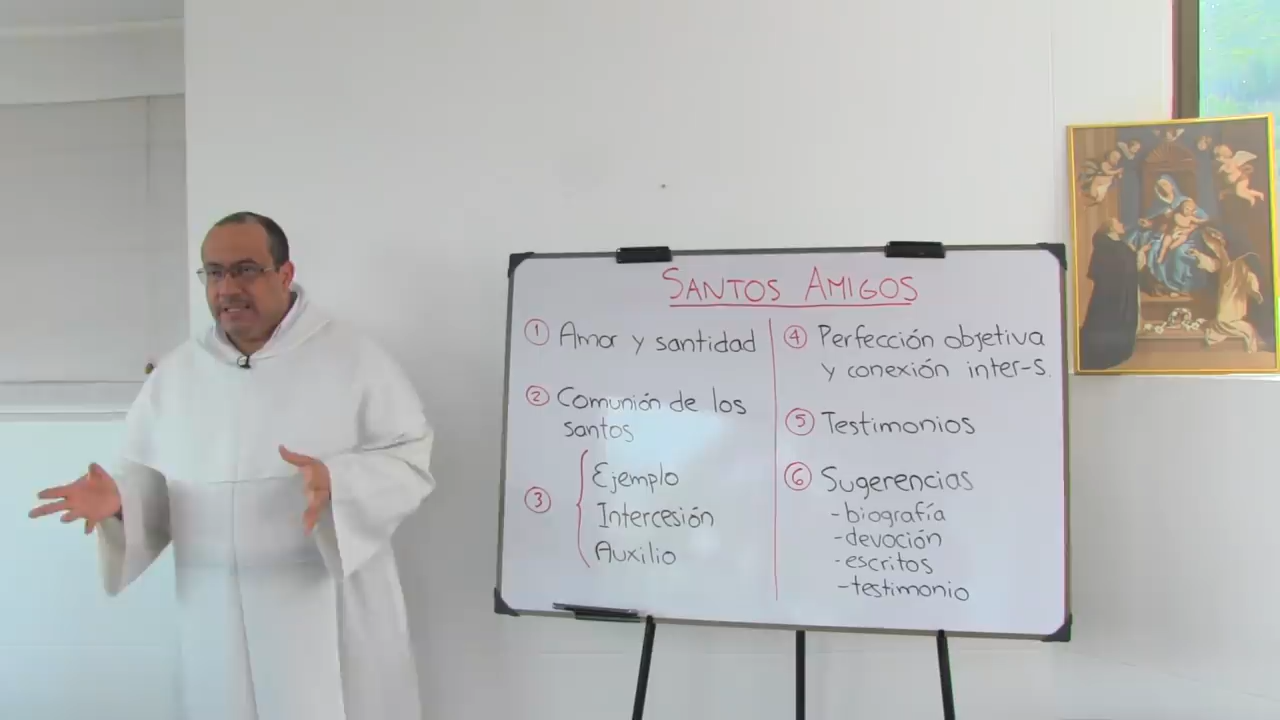 SANTOS AMIGOS
① Amor y santidad
② Comunión de los
santos
③ { Ejemplo
Intercesión
Auxilio
④ Perfección objetiva
y conexión inter-s.
⑤ Testimonios
⑥ Sugerencias
-biografía
-devoción
-escritos
-testimonio